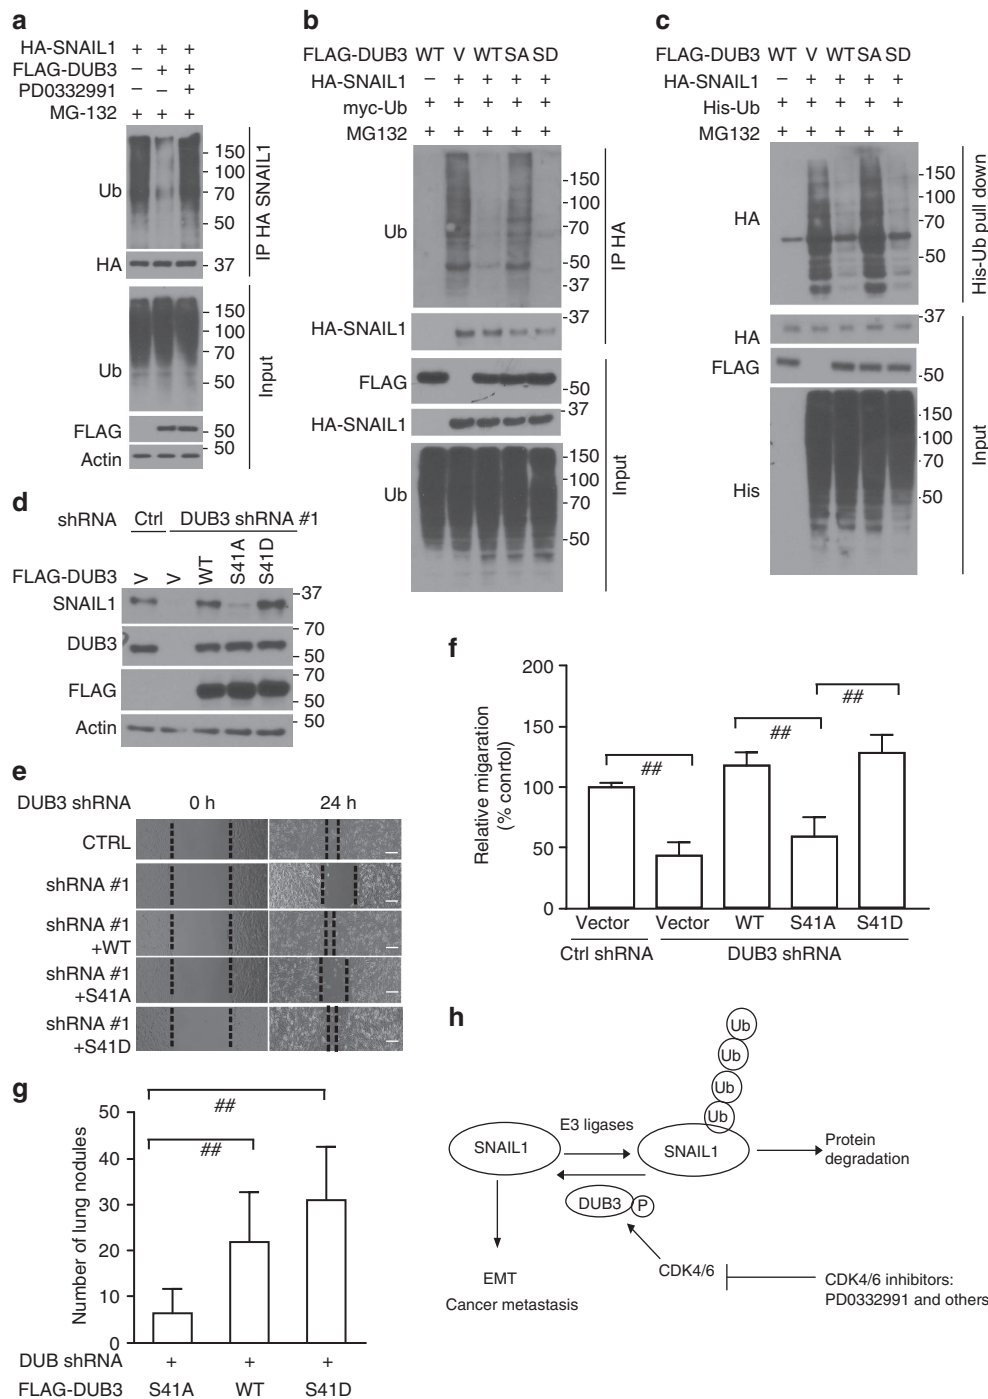 a
HA-SNAIL1 + + +
FLAG-DUB3 − + +
PD0332991 − − +
MG-132 + + +
Ub
150
100
70
50
HA
37
IP HA SNAIL1
Ub
150
100
70
50
FLAG
50
Actin
50
Input
b
FLAG-DUB3 WT V WT SA SD
HA-SNAIL1 − + + + +
myc-Ub + + + + +
MG132 + + + + +
Ub
150
100
70
50
37
HA-SNAIL1
37
IP HA
FLAG
50
HA-SNAIL1
37
Ub
150
100
70
50
Input
c
FLAG-DUB3 WT V WT SA SD
HA-SNAIL1 − + + + +
His-Ub + + + + +
MG132 + + + + +
HA
150
100
70
50
His-Ub pull down
HA
37
FLAG
50
His
150
100
70
50
Input
d
shRNA Ctrl DUB3 shRNA #1
FLAG-DUB3 V V WT S41A S41D
SNAIL1
37
DUB3
70
50
FLAG
70
50
Actin
50
e
DUB3 shRNA 0 h 24 h
CTRL
shRNA #1
shRNA #1
+WT
shRNA #1
+S41A
shRNA #1
+S41D
f
Relative migaration
(% conrtol)
200
150
100
50
0
##
##
##
Vector Vector WT S41A S41D
Ctrl shRNA DUB3 shRNA
g
Number of lung nodules
50
40
30
20
10
0
##
##
DUB shRNA + + +
FLAG-DUB3 S41A WT S41D
h
Ub
Ub
Ub
Ub
SNAIL1
E3 ligases
SNAIL1
Protein
degradation
DUB3
P
EMT
Cancer metastasis
CDK4/6
CDK4/6 inhibitors:
PD0332991 and others